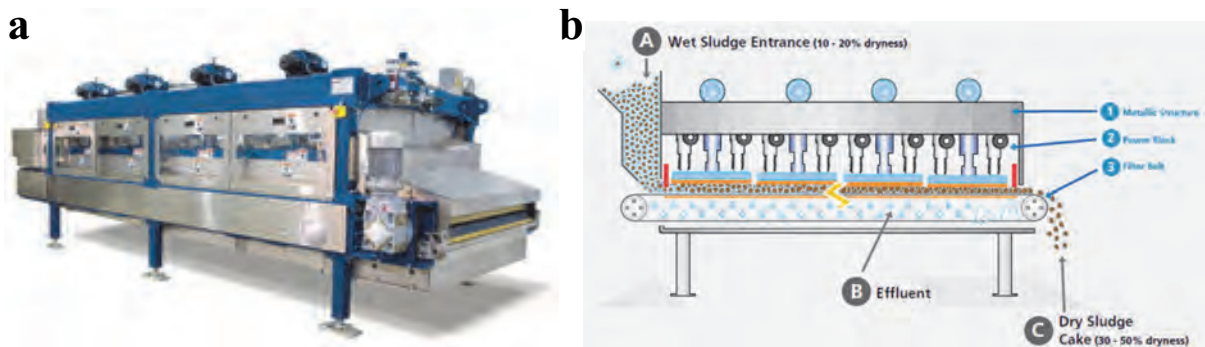 a
b
A Wet Sludge Entrance (10 - 20% dryness)
1 Metallic Structure
2 Power Block
3 Filter Belt
B Effluent
C Dry Sludge
Cake (30 - 50% dryness)